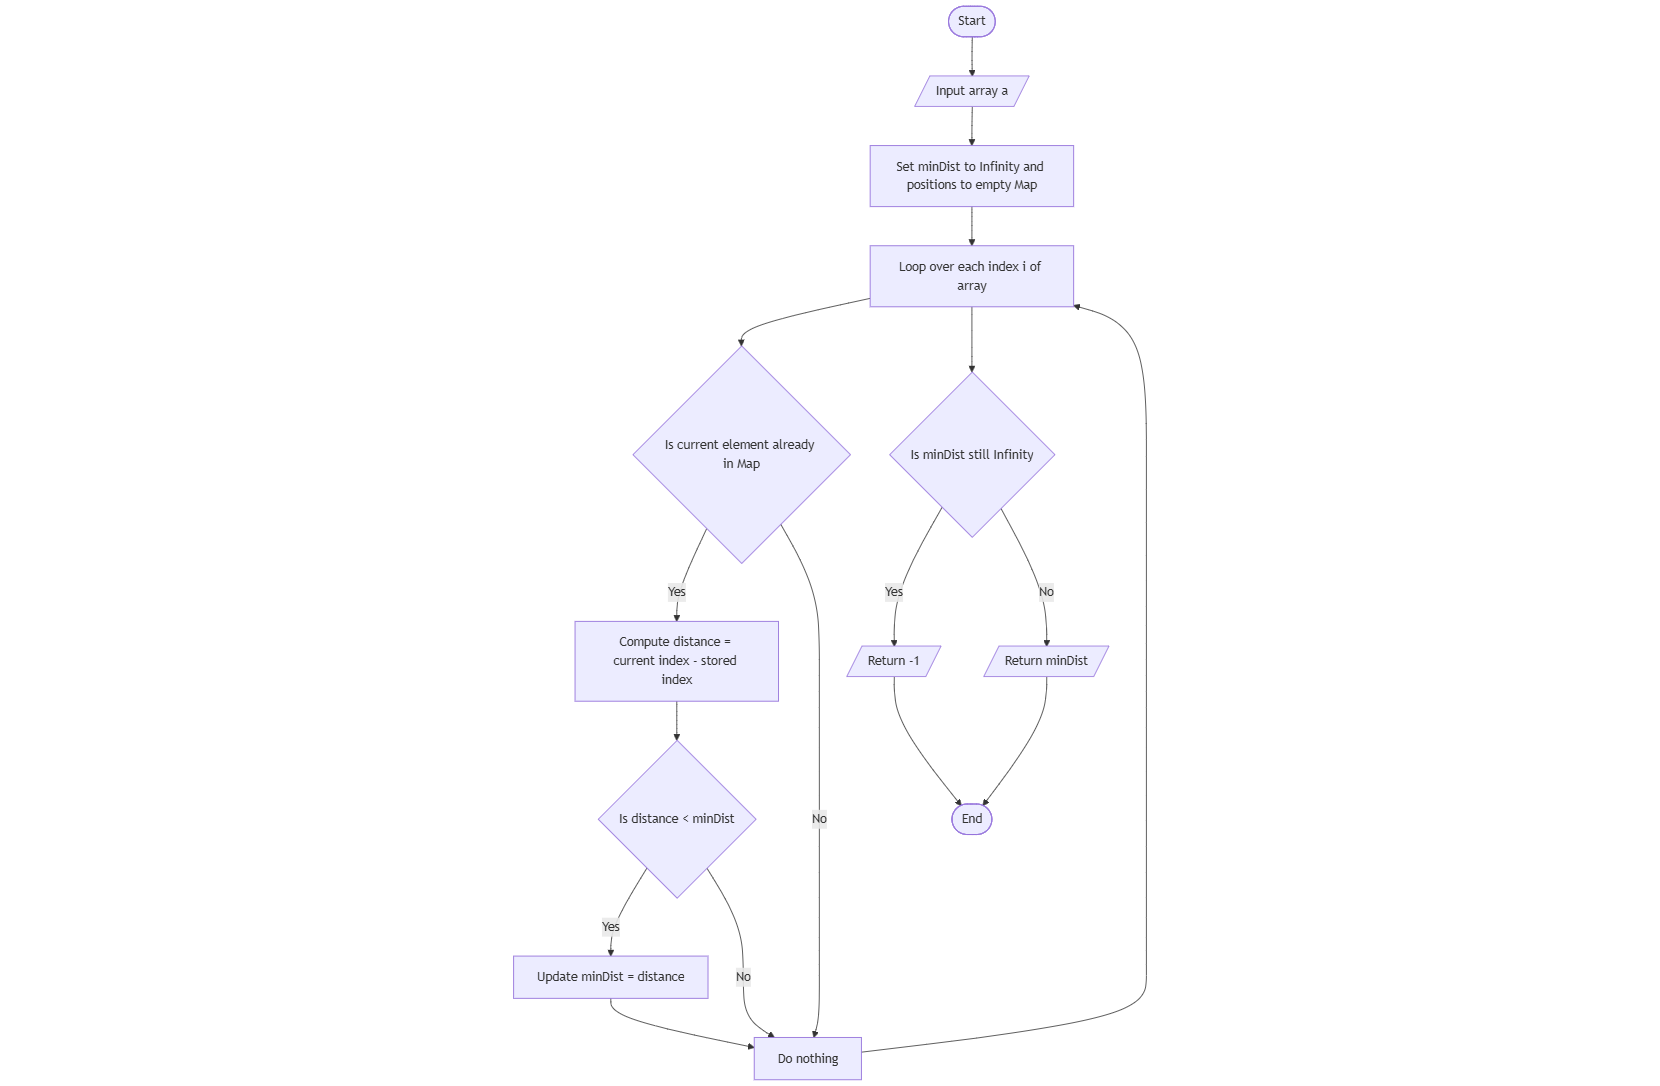 Start
Input array a
Set minDist to Infinity and
positions to empty Map
Loop over each index i of
array
Is current element already
in Map
Is minDist still Infinity
Yes
No
Yes
No
Compute distance =
current index - stored
index
Return -1
Return minDist
Is distance < minDist
End
Yes
No
Update minDist = distance
Do nothing